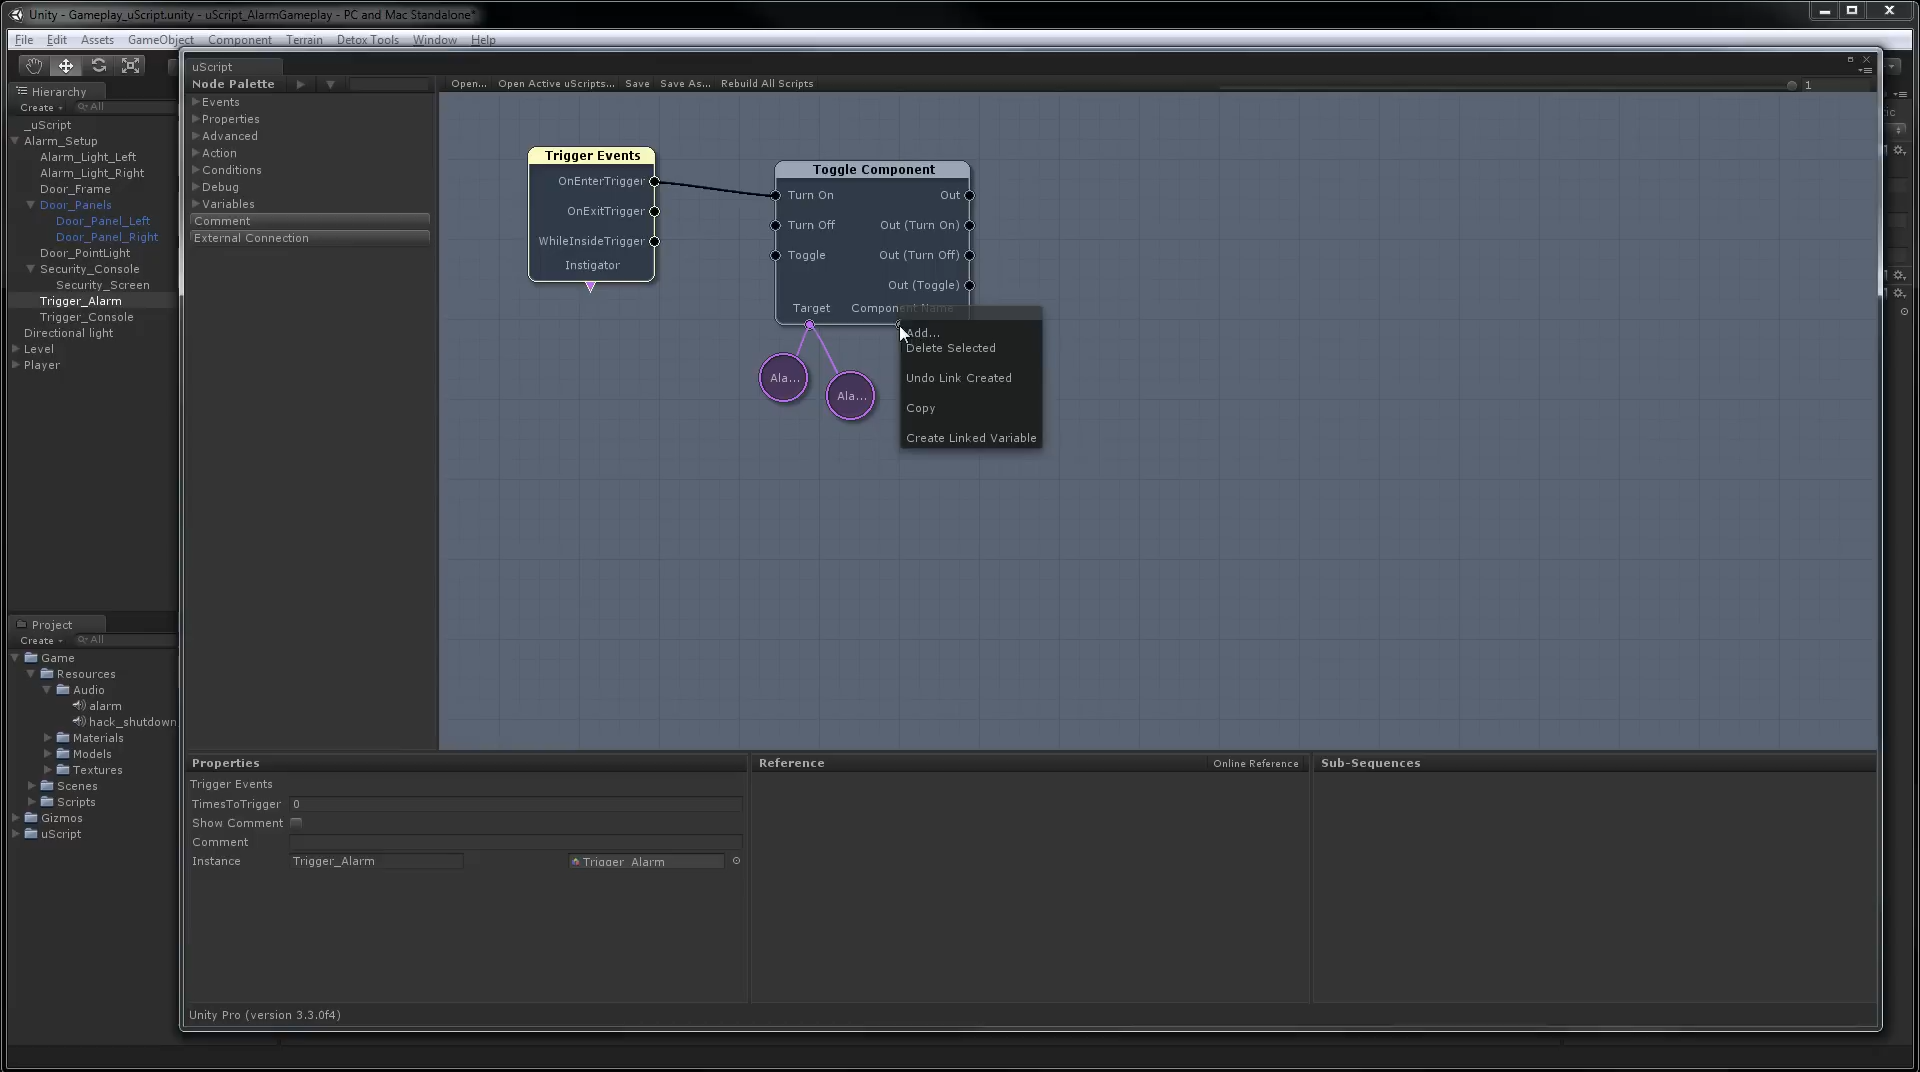 Unity - Gameplay_uScript.unity - uScript_AlarmGameplay - PC and Mac Standalone*
File Edit Assets GameObject Component Terrain Detox Tools Window Help
uScript
Node Palette
Open... Open Active uScripts... Save Save As... Rebuild All Scripts
1
Hierarchy
Create All
_uScript
Alarm_Setup
Alarm_Light_Left
Alarm_Light_Right
Door_Frame
Door_Panels
Door_Panel_Left
Door_Panel_Right
Door_PointLight
Security_Console
Security_Screen
Trigger_Alarm
Trigger_Console
Directional light
Level
Player
Events
Properties
Advanced
Action
Conditions
Debug
Variables
Comment
External Connection
Trigger Events
OnEnterTrigger
OnExitTrigger
WhileInsideTrigger
Instigator
Toggle Component
Turn On Out
Turn Off Out (Turn On)
Toggle Out (Turn Off)
Out (Toggle)
Target Component Name
Ala...
Ala...
Add...
Delete Selected
Undo Link Created
Copy
Create Linked Variable
Project
Create All
Game
Resources
Audio
alarm
hack_shutdown
Materials
Models
Textures
Scenes
Scripts
Gizmos
uScript
Properties
Trigger Events
TimesToTrigger 0
Show Comment
Comment
Instance Trigger_Alarm Trigger_Alarm
Reference Online Reference
Sub-Sequences
Unity Pro (version 3.3.0f4)